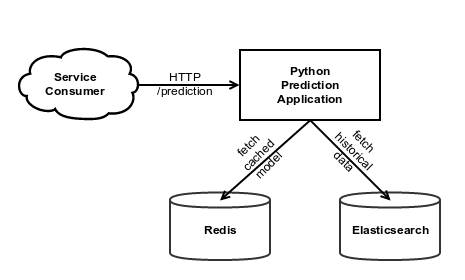 Service
Consumer
HTTP
/prediction
Python
Prediction
Application
fetch
cached
model
fetch
historical
data
Redis
Elasticsearch